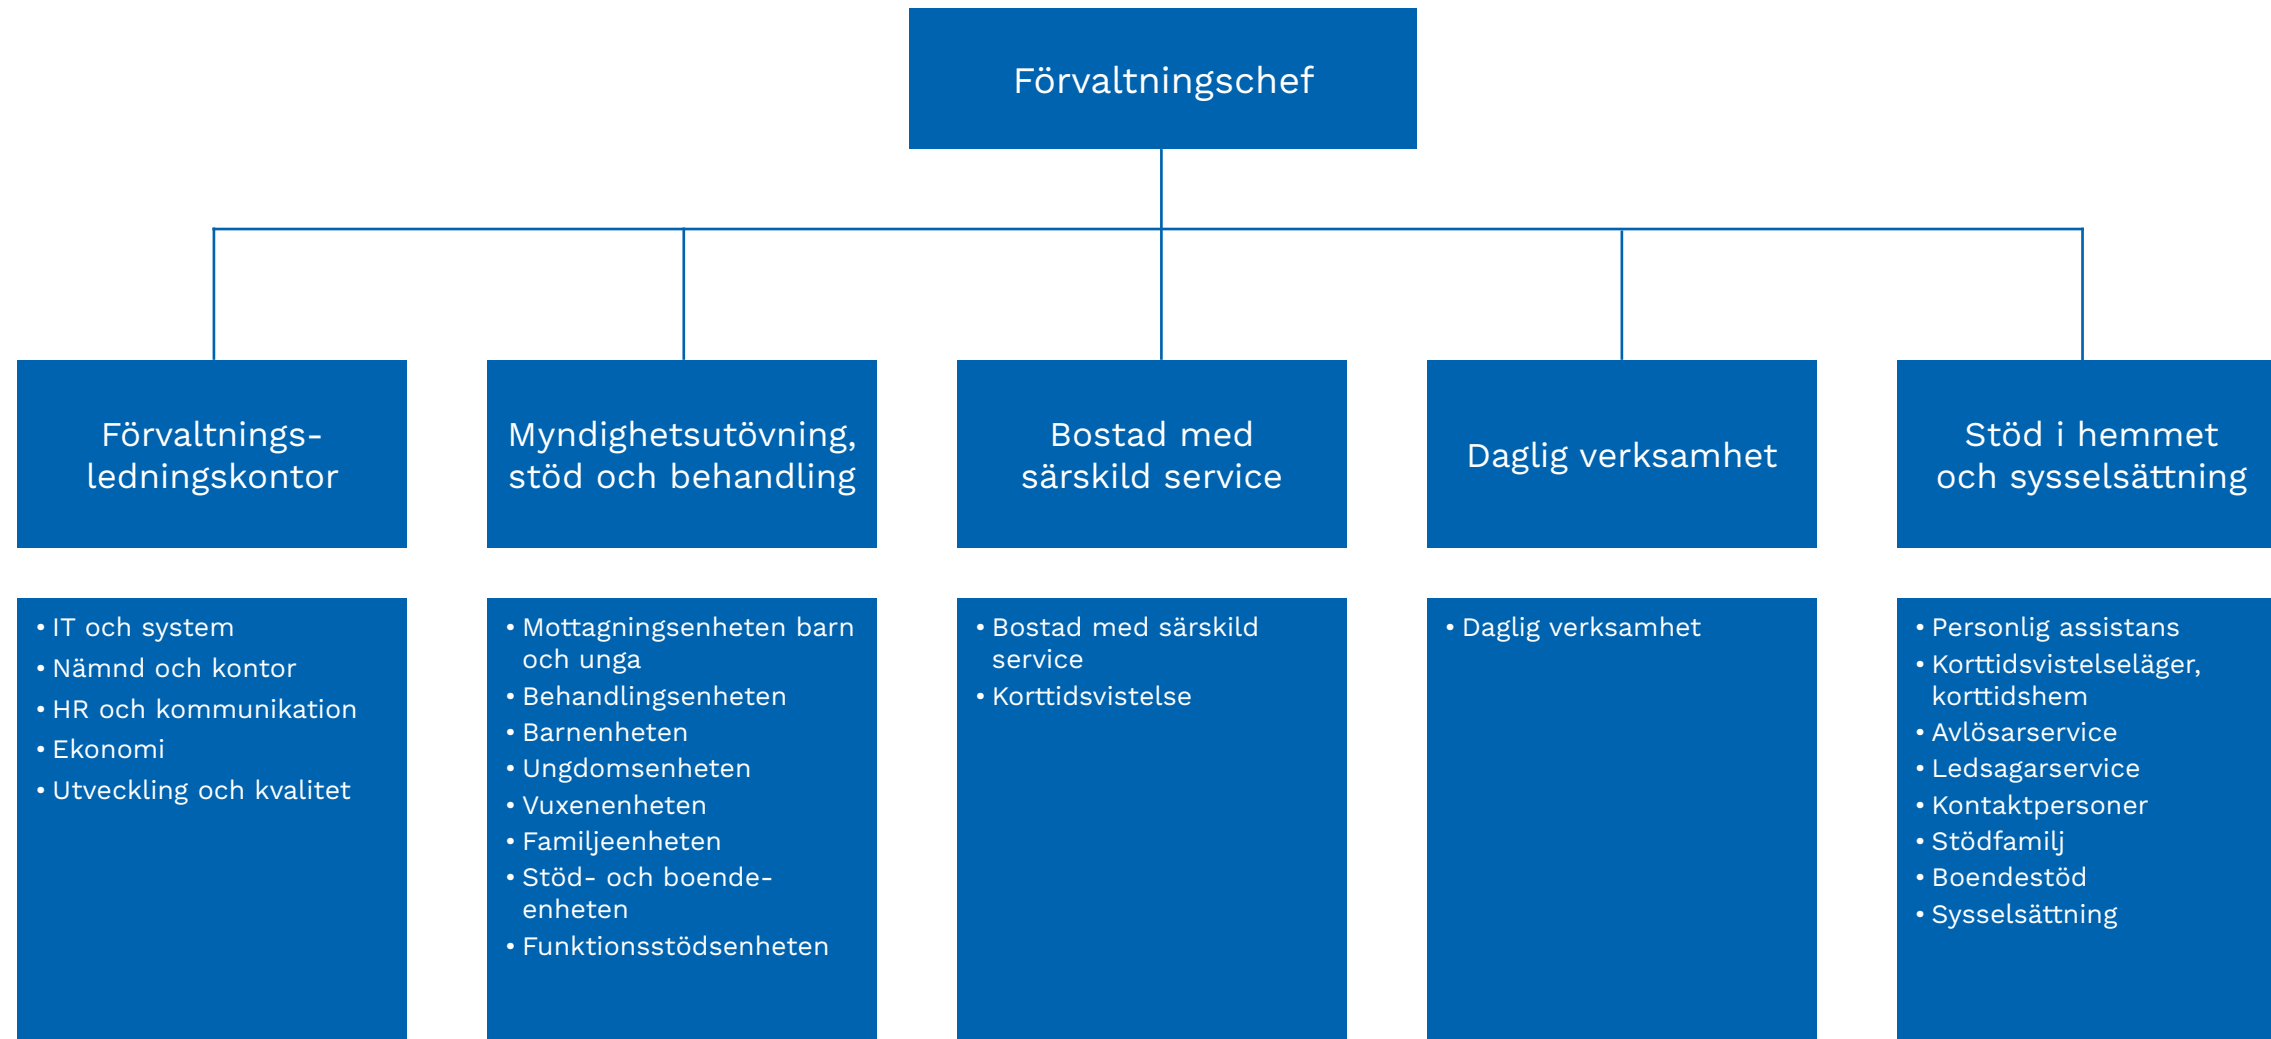 Förvaltningschef
Förvaltnings-
ledningskontor
Myndighetsutövning,
stöd och behandling
Bostad med
särskild service
Daglig verksamhet
Stöd i hemmet
och sysselsättning
• IT och system
• Nämnd och kontor
• HR och kommunikation
• Ekonomi
• Utveckling och kvalitet
• Mottagningsenheten barn
och unga
• Behandlingsenheten
• Barnenheten
• Ungdomsenheten
• Vuxenenheten
• Familjeenheten
• Stöd- och boende-
enheten
• Funktionsstödsenheten
• Bostad med särskild
service
• Korttidsvistelse
• Daglig verksamhet
• Personlig assistans
• Korttidsvistelseläger,
korttidshem
• Avlösarservice
• Ledsagarservice
• Kontaktpersoner
• Stödfamilj
• Boendestöd
• Sysselsättning